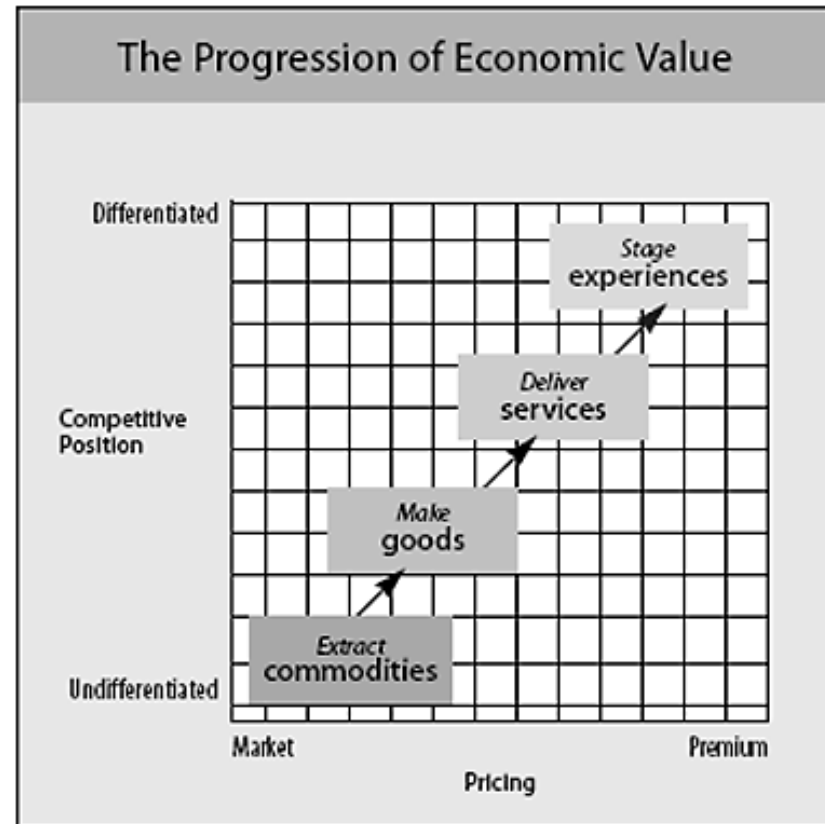 The Progression of Economic Value
Differentiated
Stage
experiences
Deliver
services
Competitive
Position
Make
goods
Extract
commodities
Undifferentiated
Market
Premium
Pricing